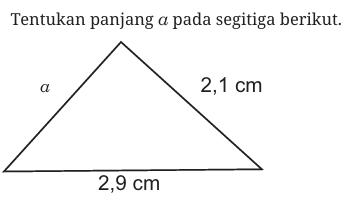 Tentukan panjang a pada segitiga berikut.
a
2,1 cm
2,9 cm